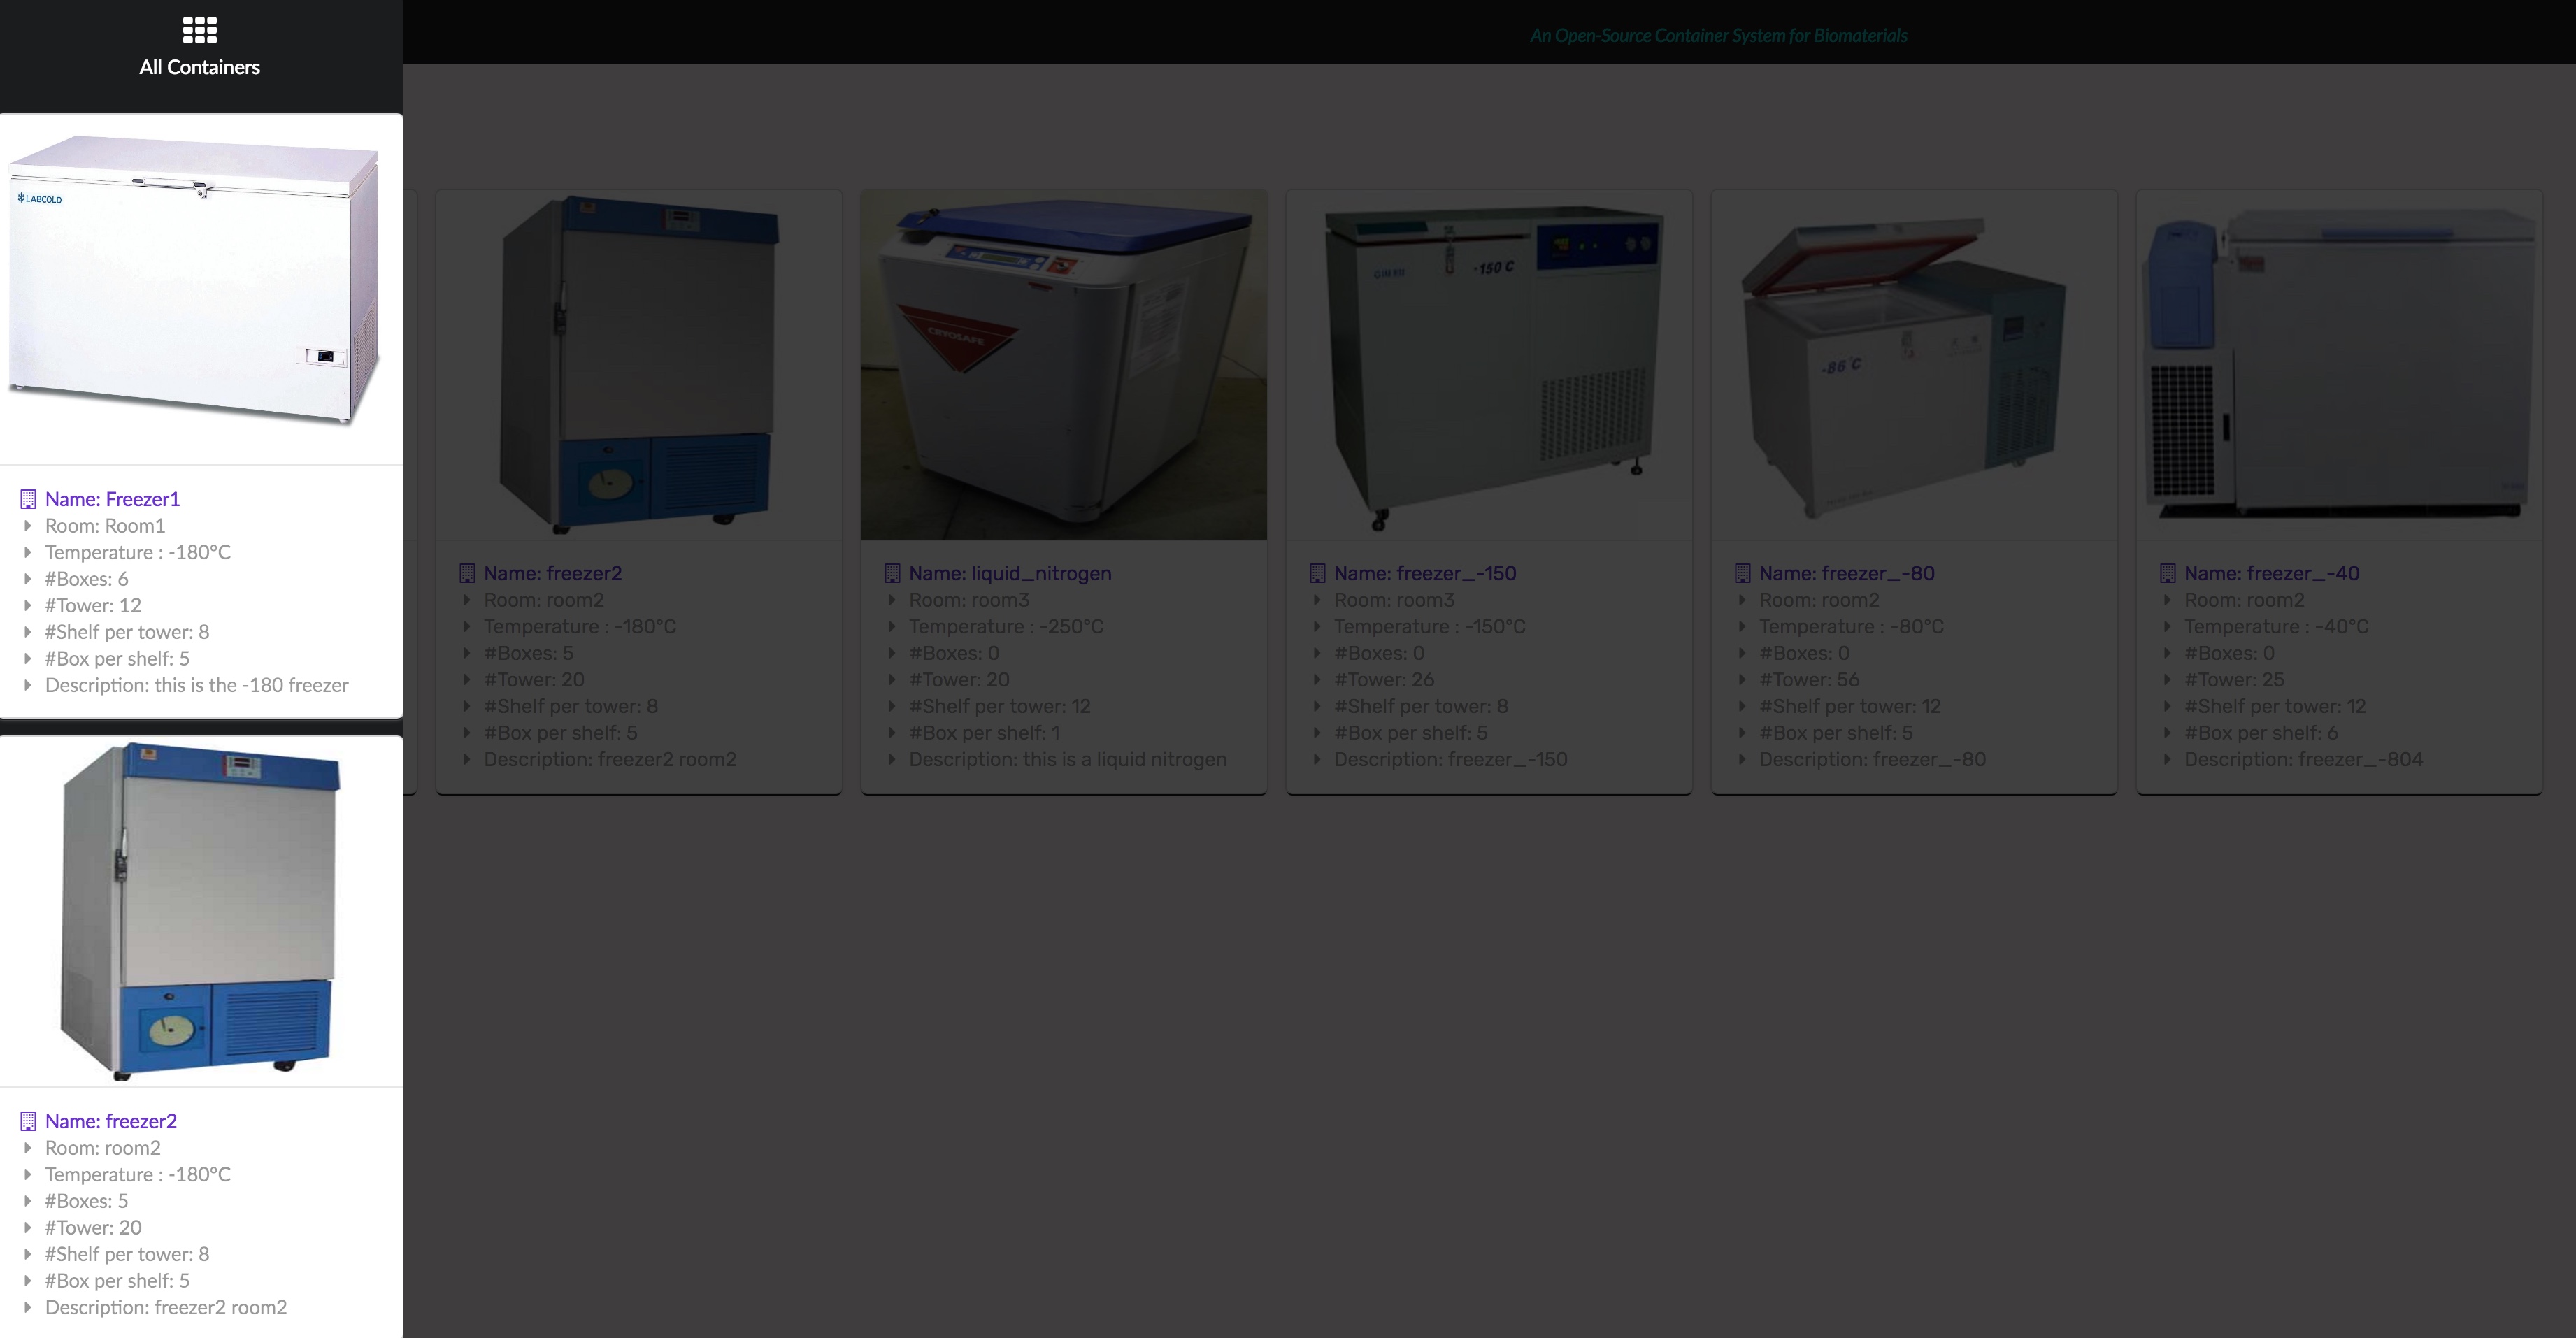 All Containers
An Open-Source Container System for Biomaterials
LABCOLD
Name: Freezer1
Room: Room1
Temperature : -180°C
#Boxes: 6
#Tower: 12
#Shelf per tower: 8
#Box per shelf: 5
Description: this is the -180 freezer
Name: freezer2
Room: room2
Temperature : -180°C
#Boxes: 5
#Tower: 20
#Shelf per tower: 8
#Box per shelf: 5
Description: freezer2 room2
Name: freezer2
Room: room2
Temperature : -180°C
#Boxes: 5
#Tower: 20
#Shelf per tower: 8
#Box per shelf: 5
Description: freezer2 room2
CRYOSAFE
Name: liquid_nitrogen
Room: room3
Temperature : -250°C
#Boxes: 0
#Tower: 20
#Shelf per tower: 12
#Box per shelf: 1
Description: this is a liquid nitrogen
-150°C
Name: freezer_-150
Room: room3
Temperature : -150°C
#Boxes: 0
#Tower: 26
#Shelf per tower: 8
#Box per shelf: 5
Description: freezer_-150
-86°C
Name: freezer_-80
Room: room2
Temperature : -80°C
#Boxes: 0
#Tower: 56
#Shelf per tower: 12
#Box per shelf: 5
Description: freezer_-80
Name: freezer_-40
Room: room2
Temperature : -40°C
#Boxes: 0
#Tower: 25
#Shelf per tower: 12
#Box per shelf: 6
Description: freezer_-804